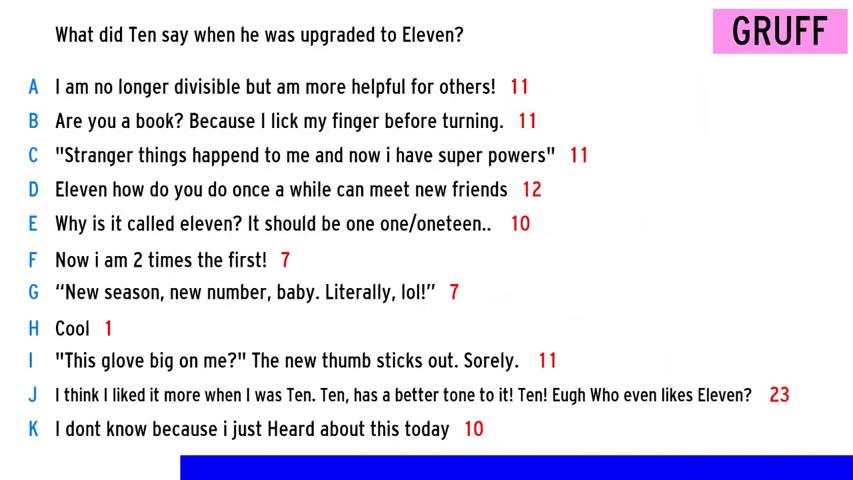 What did Ten say when he was upgraded to Eleven?
GRUFF
A I am no longer divisible but am more helpful for others! 11
B Are you a book? Because I lick my finger before turning. 11
C "Stranger things happend to me and now i have super powers" 11
D Eleven how do you do once a while can meet new friends 12
E Why is it called eleven? It should be one one/oneteen.. 10
F Now i am 2 times the first! 7
G “New season, new number, baby. Literally, lol!” 7
H Cool 1
I "This glove big on me?" The new thumb sticks out. Sorely. 11
J I think I liked it more when I was Ten. Ten, has a better tone to it! Ten! Eugh Who even likes Eleven? 23
K I dont know because i just Heard about this today 10